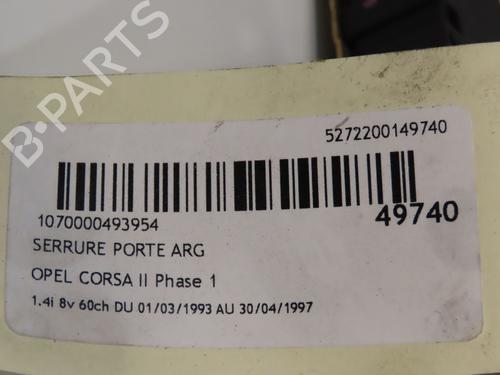 B-PARTS
5272200149740
1070000493954
49740
SERRURE PORTE ARG
OPEL CORSA II Phase 1
1.4i 8v 60ch DU 01/03/1993 AU 30/04/1997